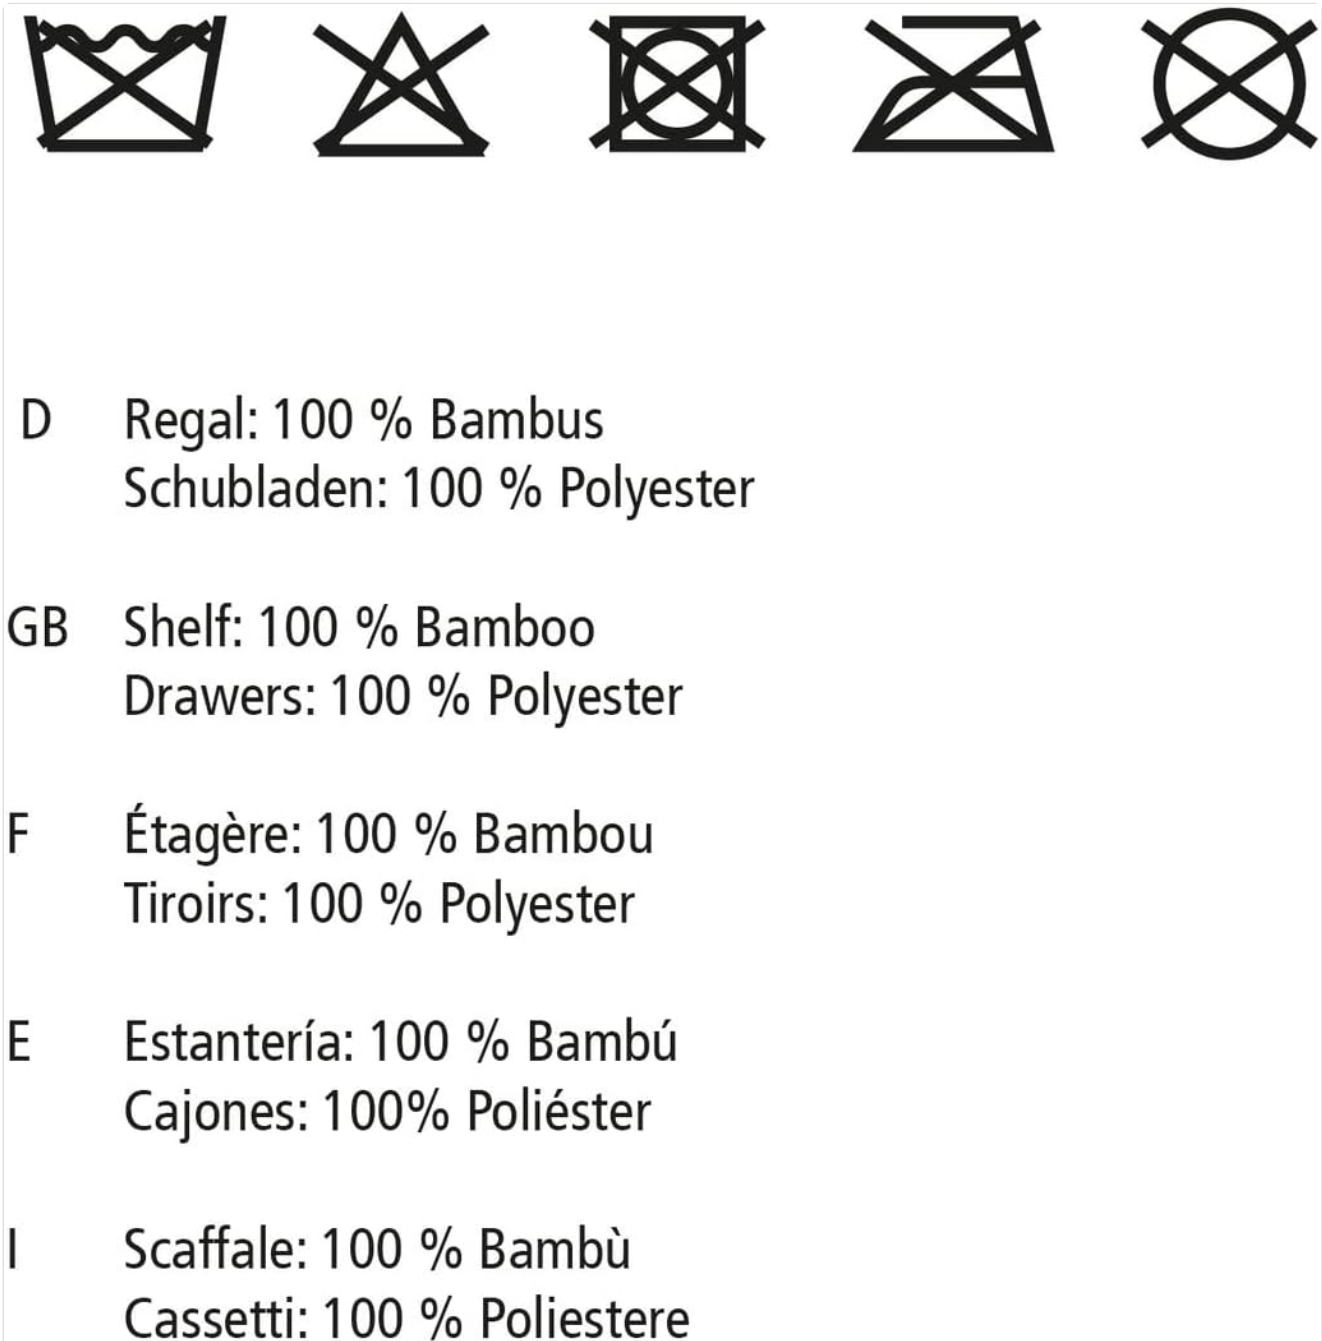 D Regal: 100 % Bambus
Schubladen: 100 % Polyester
GB Shelf: 100 % Bamboo
Drawers: 100 % Polyester
F Étagère: 100 % Bambou
Tiroirs: 100 % Polyester
E Estantería: 100 % Bambú
Cajones: 100% Poliéster
I Scaffale: 100 % Bambù
Cassetti: 100 % Poliestere